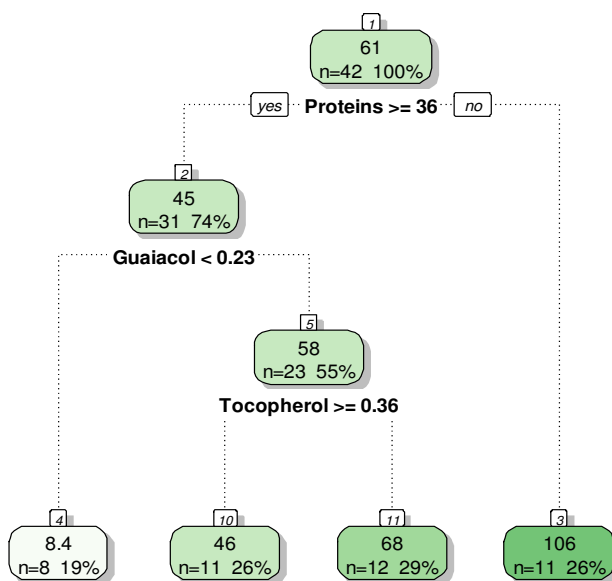 1
61
n=42 100%
yes Proteins >= 36 no
2
45
n=31 74%
Guaiacol < 0.23
5
58
n=23 55%
Tocopherol >= 0.36
4 10 11 3
8.4 46 68 106
n=8 19% n=11 26% n=12 29% n=11 26%